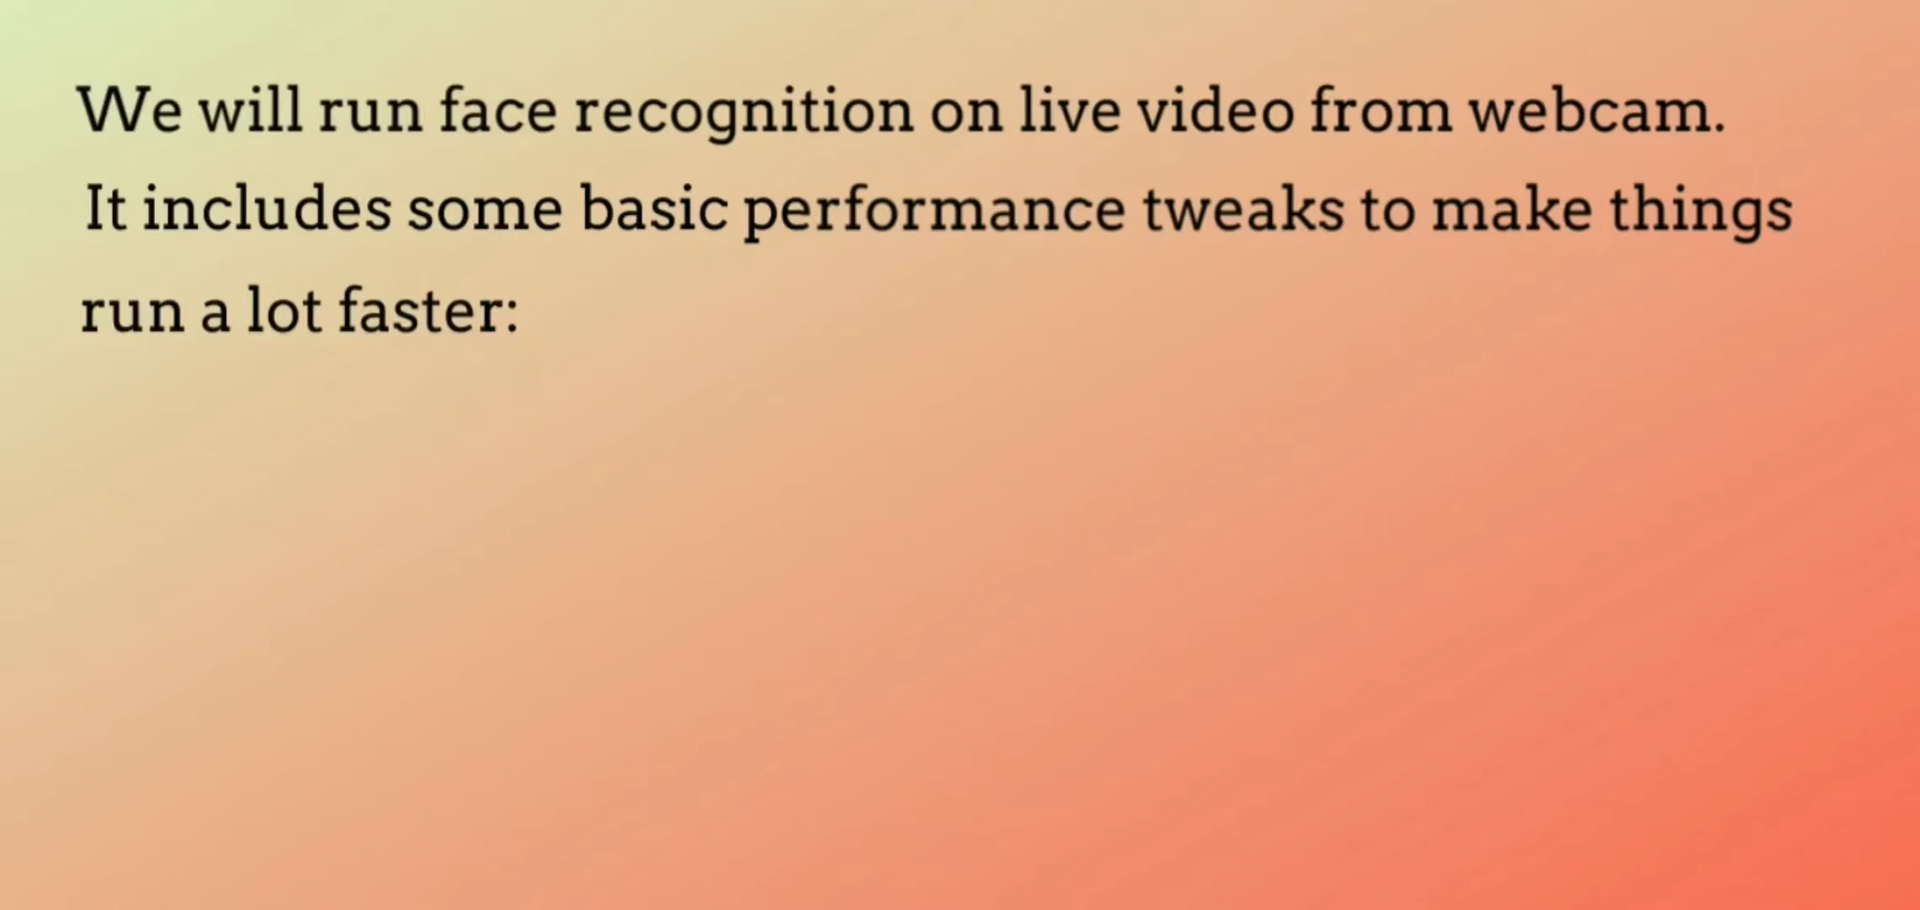 We will run face recognition on live video from webcam.
It includes some basic performance tweaks to make things
run a lot faster: